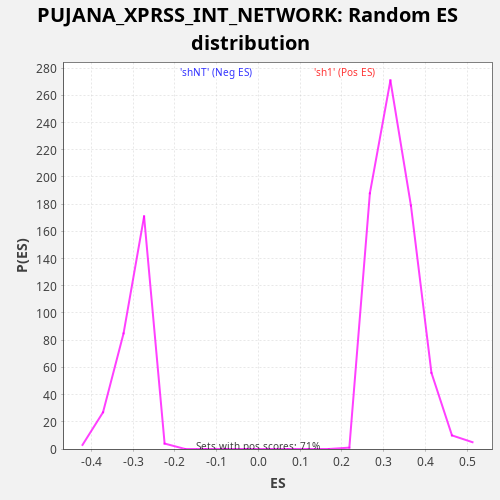 PUJANA_XPRSS_INT_NETWORK: Random ES
distribution
'shNT' (Neg ES)
'sh1' (Pos ES)
280
260
240
220
200
180
160
140
120
100
80
60
40
20
0
P(ES)
Sets with pos scores: 71%
-0.4 -0.3 -0.2 -0.1 0.0 0.1 0.2 0.3 0.4 0.5
ES